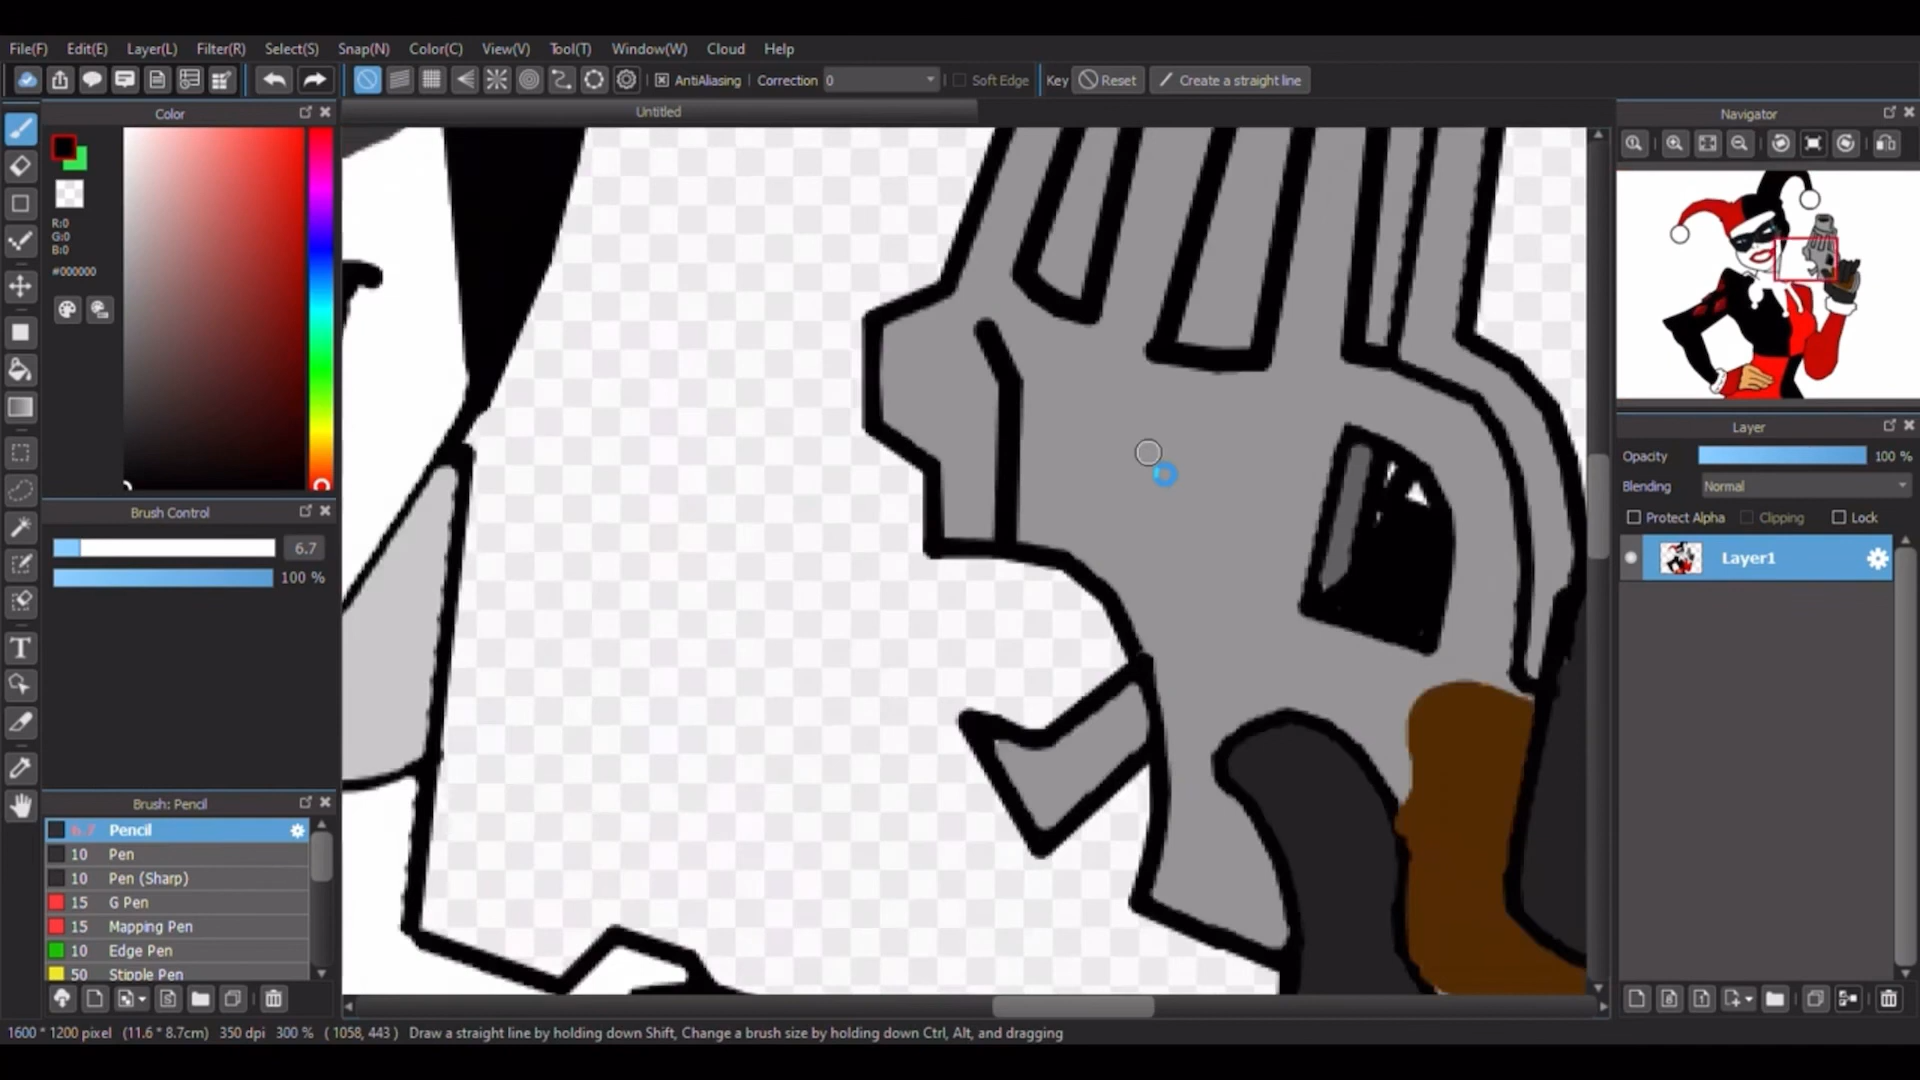 File(F) Edit(E) Layer(L) Filter(R) Select(S) Snap(N) Color(C) View(V) Tool(T) Window(W) Cloud Help
AntiAliasing Correction 0 Soft Edge Key Reset Create a straight line
Color
Untitled
Navigator
R:0
G:0
B:0
#000000
Brush Control
6.7
100 %
Brush: Pencil
6.7 Pencil
10 Pen
10 Pen (Sharp)
15 G Pen
15 Mapping Pen
10 Edge Pen
50 Stipple Pen
Layer
Opacity 100 %
Blending Normal
Protect Alpha Clipping Lock
Layer1
1600 * 1200 pixel (11.6 * 8.7cm) 350 dpi 300 % ( 1058, 443 ) Draw a straight line by holding down Shift, Change a brush size by holding down Ctrl, Alt, and dragging